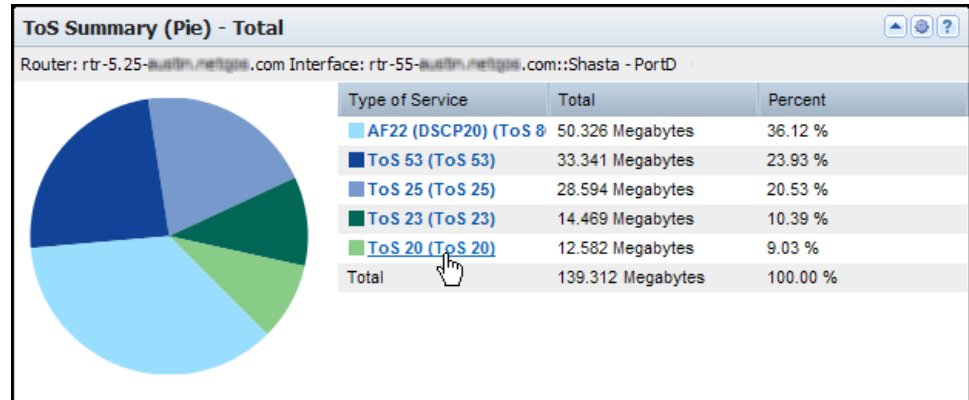 ToS Summary (Pie) - Total
?
Router: rtr-5.25- .com Interface: rtr-55- .com::Shasta - PortD
Type of Service Total Percent
AF22 (DSCP20) (ToS 8 50.326 Megabytes 36.12 %
ToS 53 (ToS 53) 33.341 Megabytes 23.93 %
ToS 25 (ToS 25) 28.594 Megabytes 20.53 %
ToS 23 (ToS 23) 14.469 Megabytes 10.39 %
ToS 20 (ToS 20) 12.582 Megabytes 9.03 %
Total 139.312 Megabytes 100.00 %